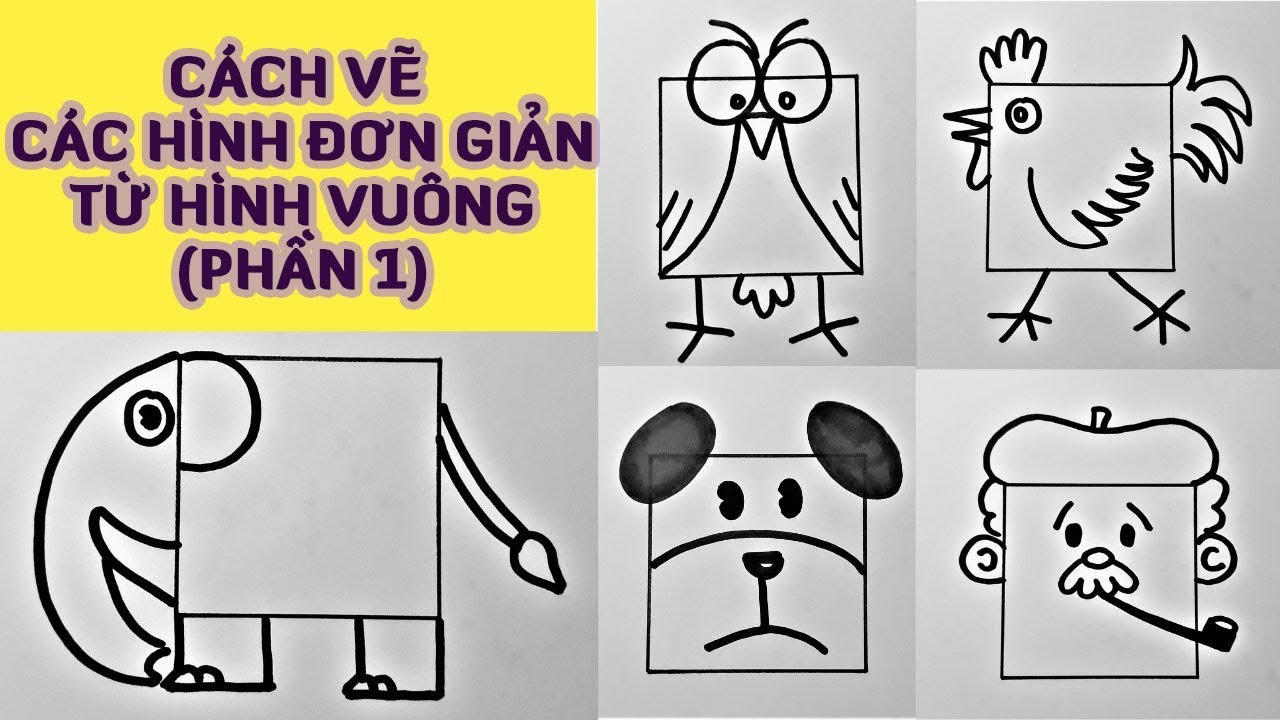 CÁCH VẼ
CÁC HÌNH ĐƠN GIẢN
TỪ HÌNH VUÔNG
(PHẦN 1)